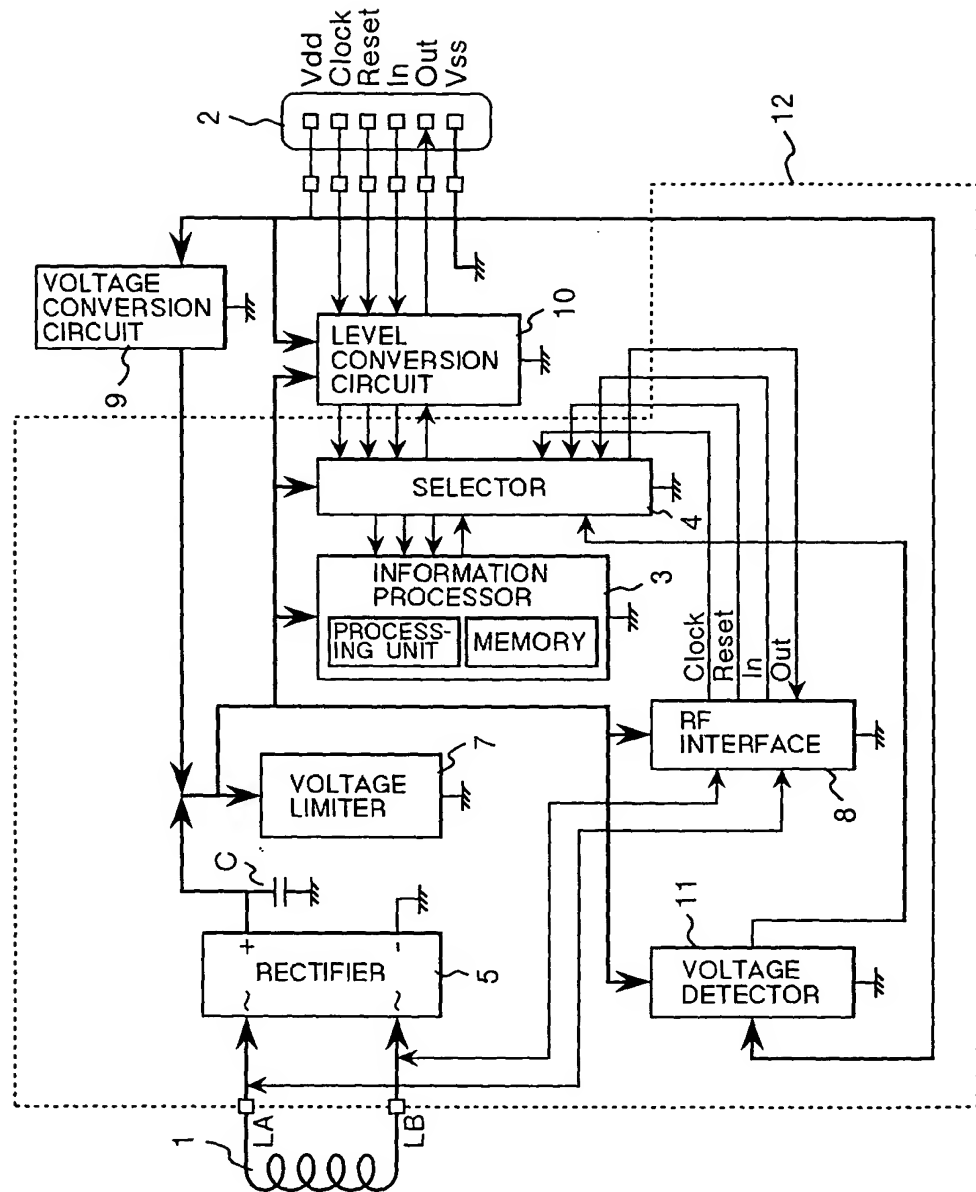 2
Vdd
Clock
Reset
In
Out
Vss
12
VOLTAGE
CONVERSION
CIRCUIT
9
LEVEL
CONVERSION
CIRCUIT
10
SELECTOR
4
INFORMATION
PROCESSOR
PROCESS-
ING UNIT
MEMORY
3
Clock
Reset
In
Out
VOLTAGE
LIMITER
7
RF
INTERFACE
8
C
+
-
RECTIFIER
~
~
5
VOLTAGE
DETECTOR
11
1
LA
LB